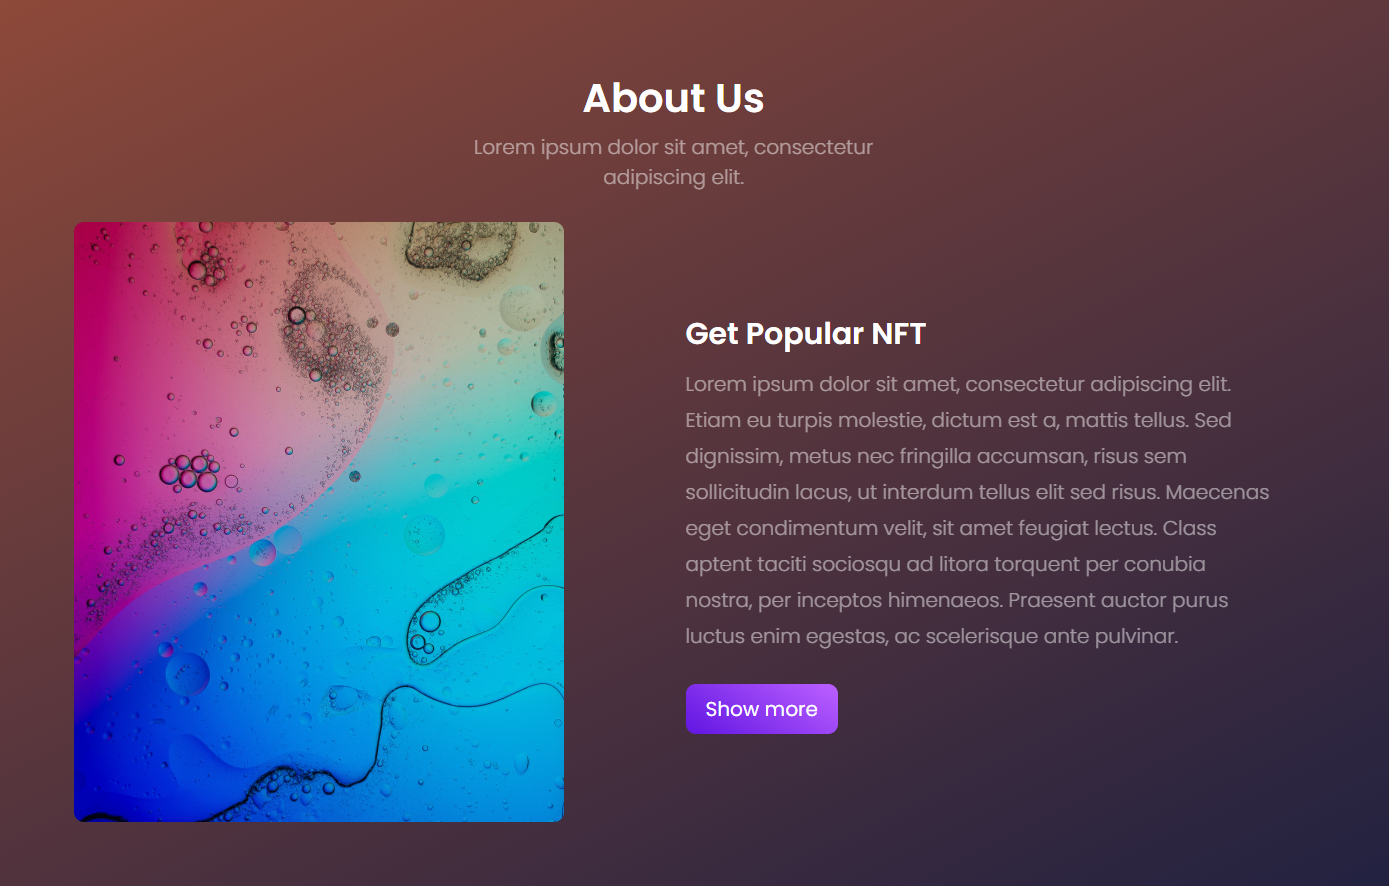 About Us
Lorem ipsum dolor sit amet, consectetur
adipiscing elit.
Get Popular NFT
Lorem ipsum dolor sit amet, consectetur adipiscing elit.
Etiam eu turpis molestie, dictum est a, mattis tellus. Sed
dignissim, metus nec fringilla accumsan, risus sem
sollicitudin lacus, ut interdum tellus elit sed risus. Maecenas
eget condimentum velit, sit amet feugiat lectus. Class
aptent taciti sociosqu ad litora torquent per conubia
nostra, per inceptos himenaeos. Praesent auctor purus
luctus enim egestas, ac scelerisque ante pulvinar.
Show more